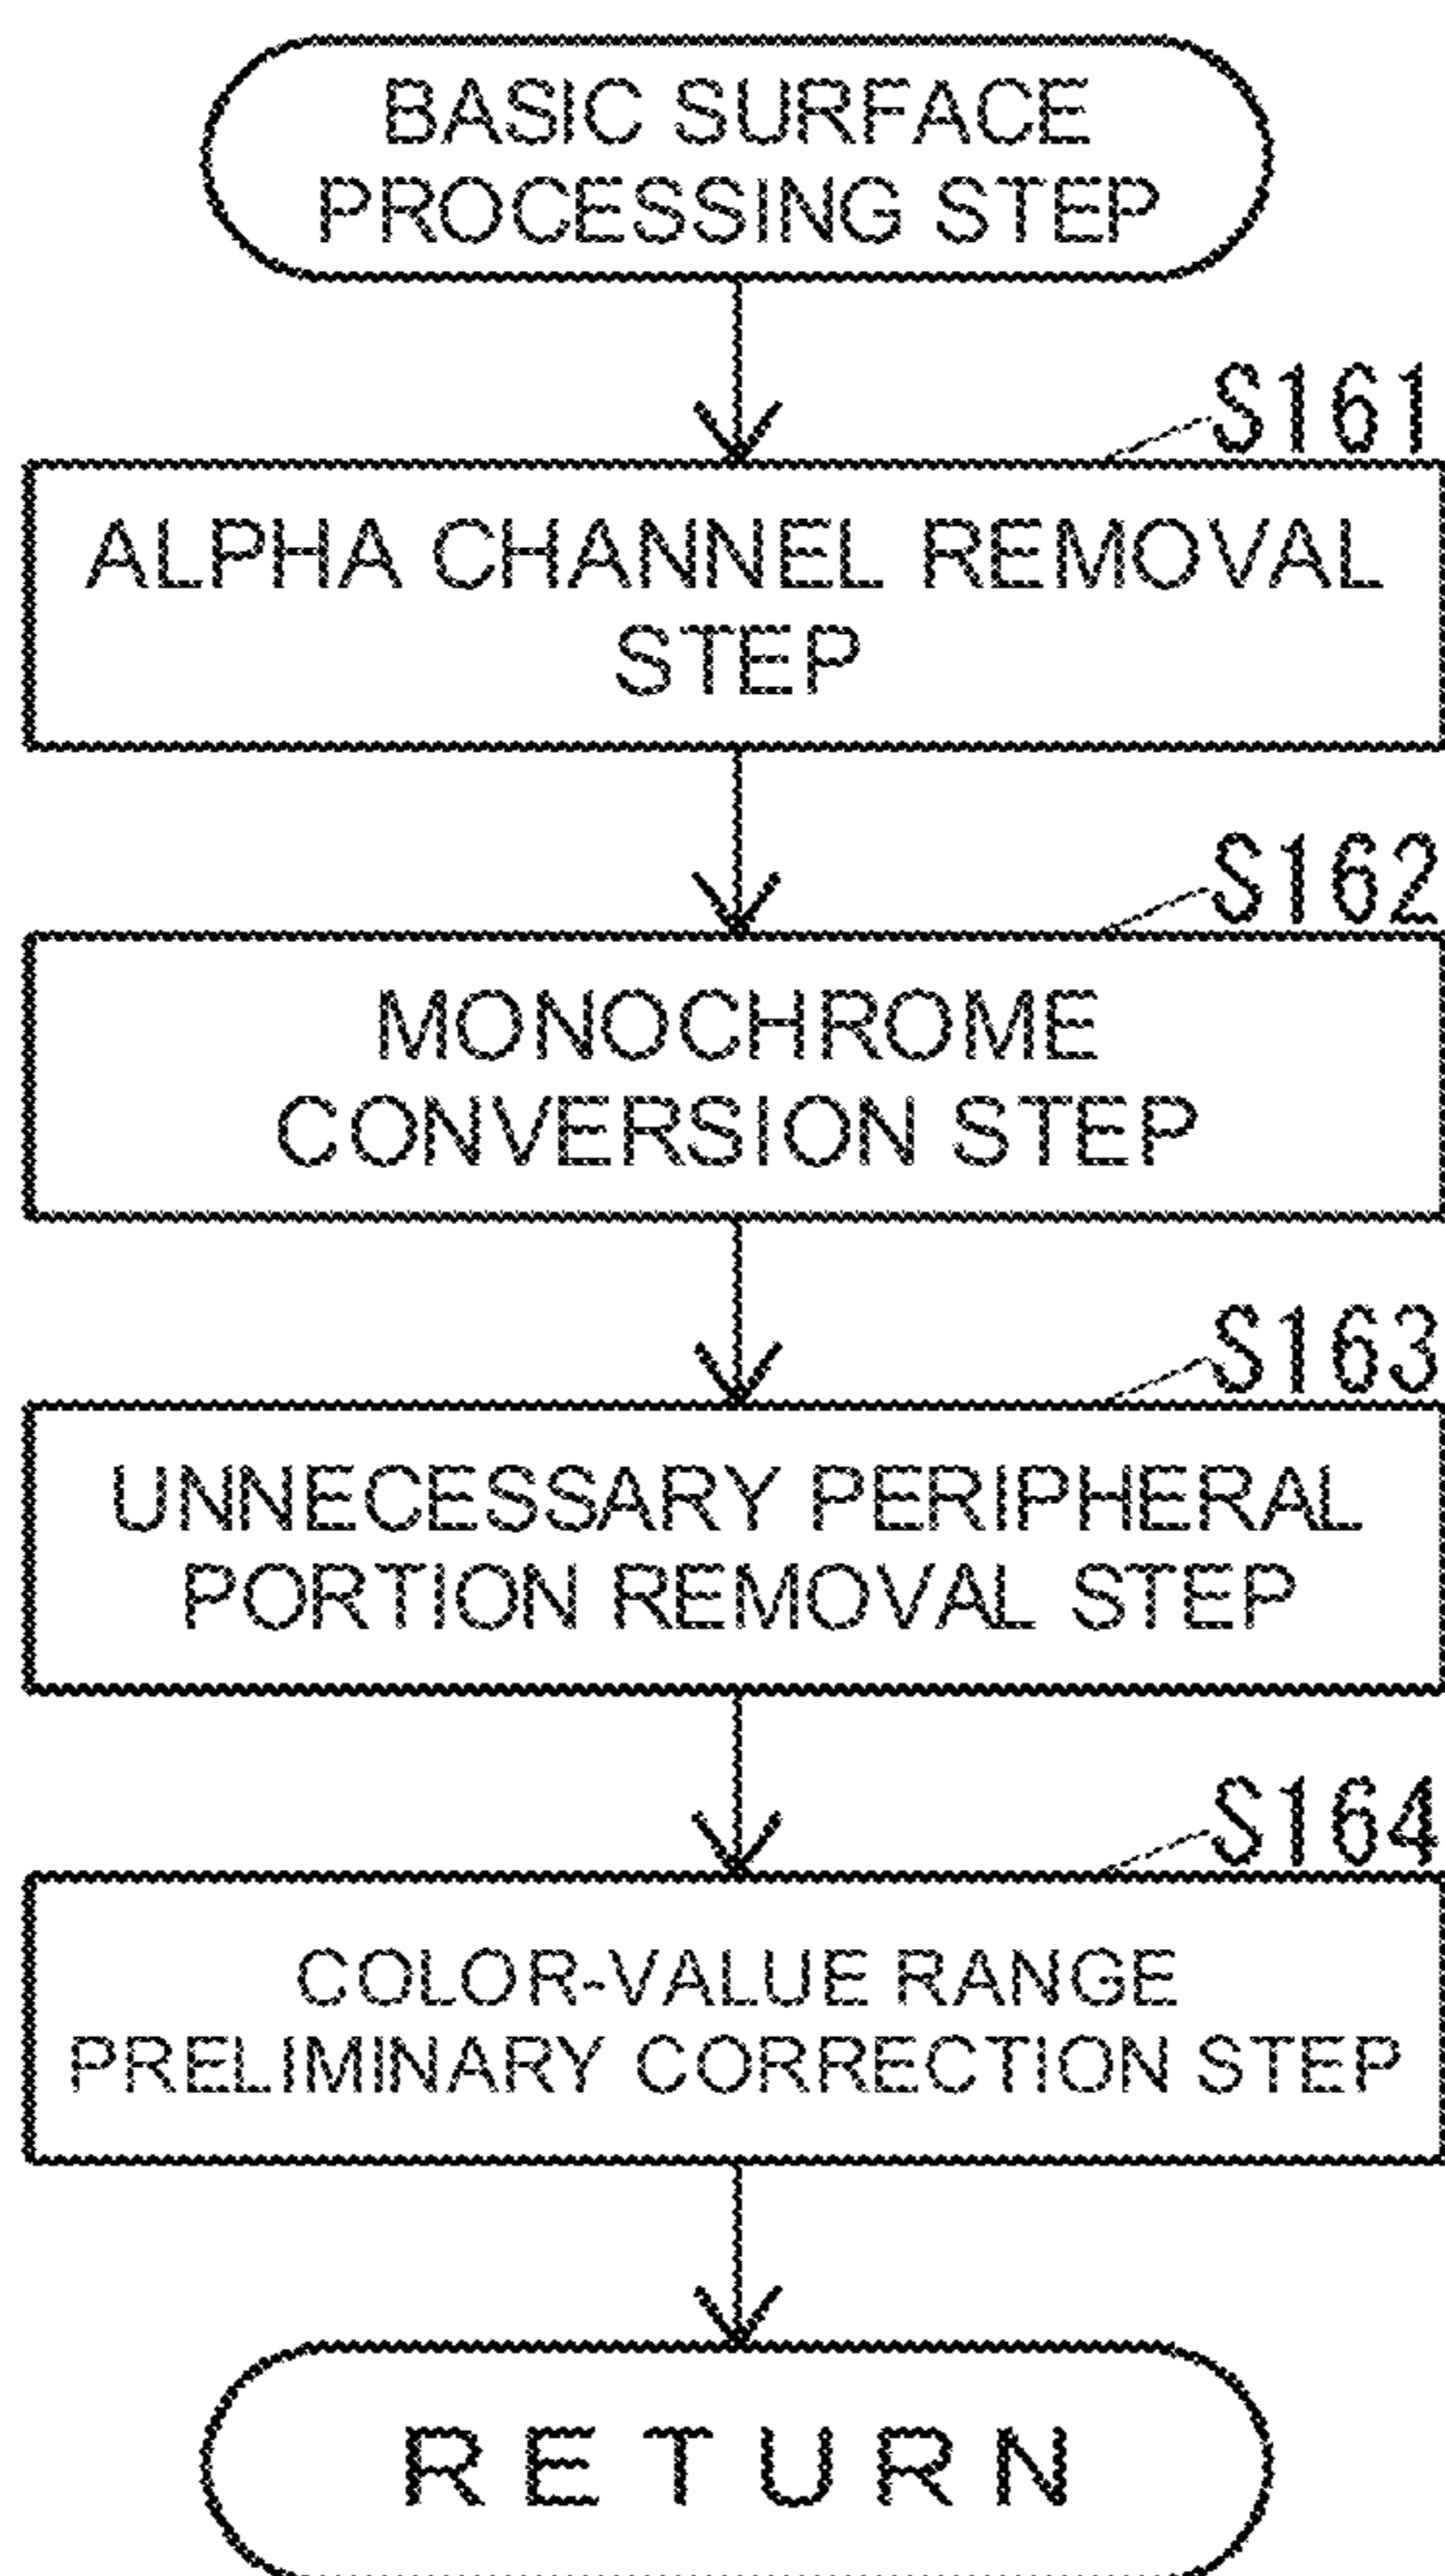 BASIC SURFACE
PROCESSING STEP
S161
ALPHA CHANNEL REMOVAL
STEP
S162
MONOCHROME
CONVERSION STEP
S163
UNNECESSARY PERIPHERAL
PORTION REMOVAL STEP
S164
COLOR-VALUE RANGE
PRELIMINARY CORRECTION STEP
RETURN